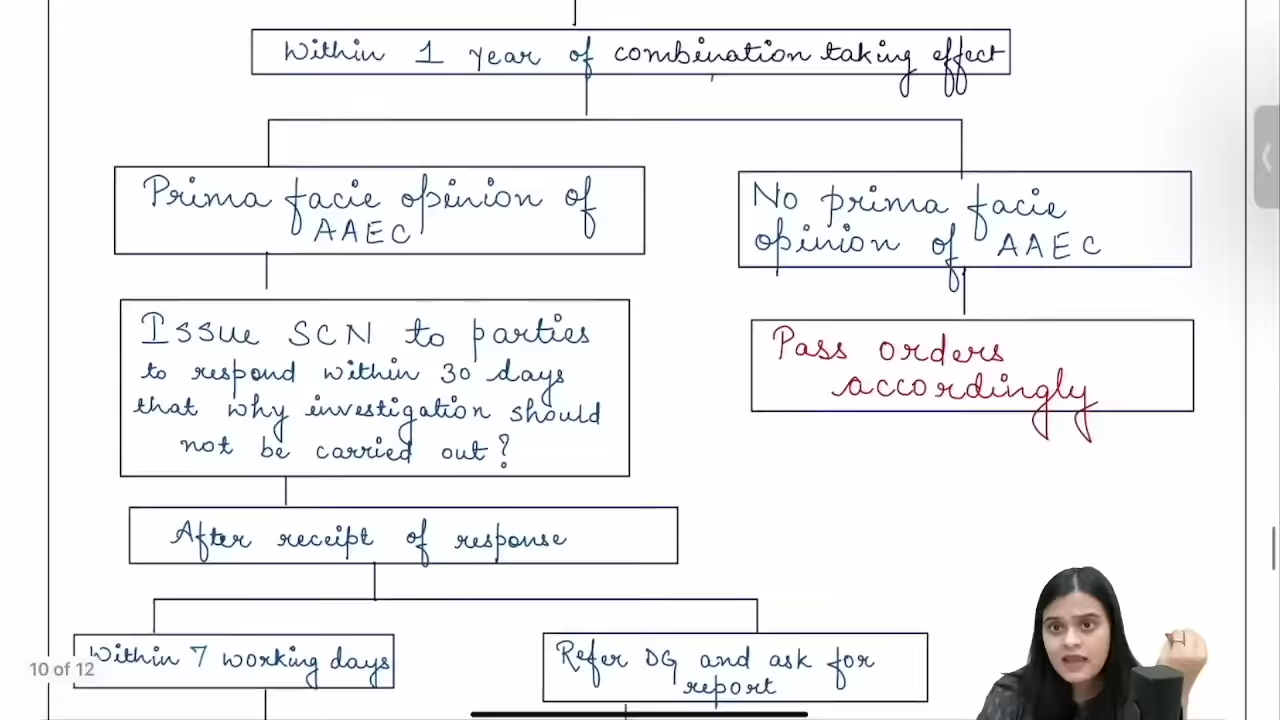 Within 1 year of combination taking effect
Prima facie opinion of
AAEC
No prima facie
opinion of AAEC
Issue SCN to parties
to respond within 30 days
that why investigation should
not be carried out?
Pass orders
accordingly
After receipt of response
Within 7 working days
Refer DG and ask for
report
10 of 12